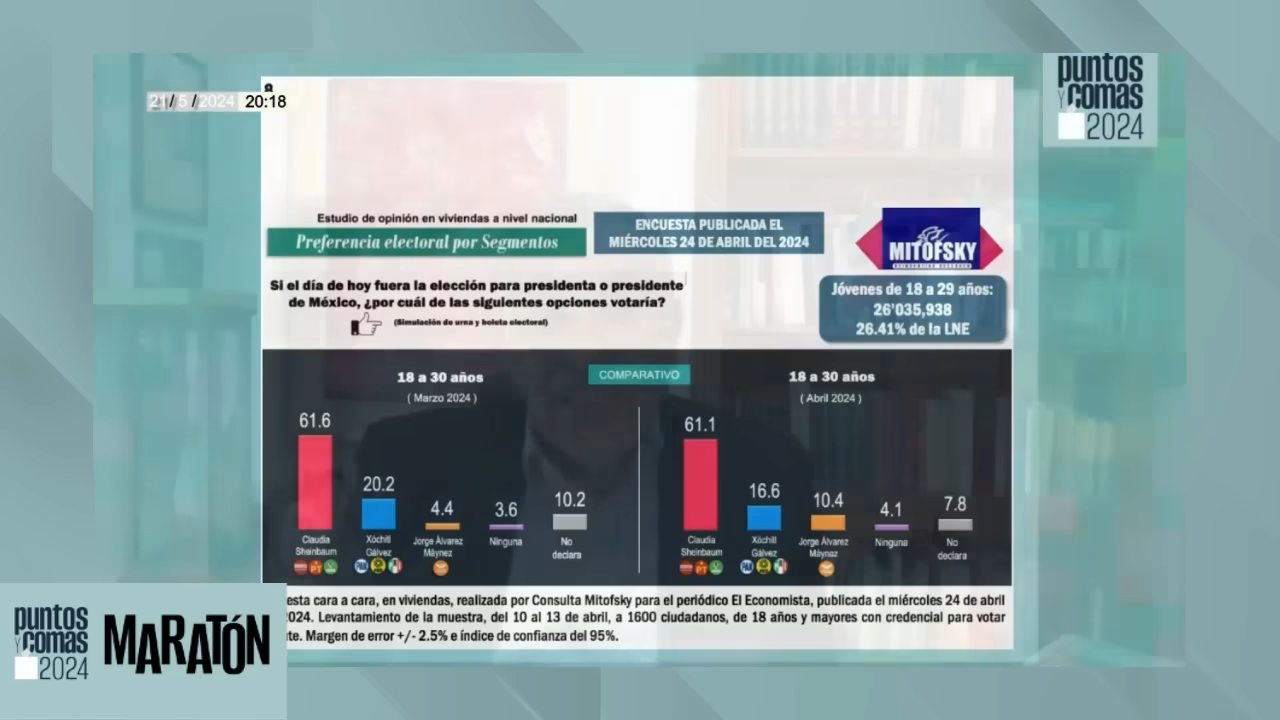 21/5/2024 20:18
puntos
y comas
2024
Estudio de opinión en viviendas a nivel nacional
Preferencia electoral por Segmentos
ENCUESTA PUBLICADA EL
MIÉRCOLES 24 DE ABRIL DEL 2024
MITOFSKY
Si el día de hoy fuera la elección para presidenta o presidente
de México, ¿por cuál de las siguientes opciones votaría?
(Simulación de urna y boleta electoral)
Jóvenes de 18 a 29 años:
26'035,938
26.41% de la LNE
COMPARATIVO
18 a 30 años
( Marzo 2024 )
61.6
20.2
4.4
3.6
10.2
Claudia
Sheinbaum
Xóchitl
Gálvez
Jorge Álvarez
Máynez
Ninguna
No
declara
PT
PAN
18 a 30 años
( Abril 2024 )
61.1
16.6
10.4
4.1
7.8
Claudia
Sheinbaum
Xóchitl
Gálvez
Jorge Álvarez
Máynaz
Ninguna
No
declara
PT
PAN
esta cara a cara, en viviendas, realizada por Consulta Mitofsky para el periódico El Economista, publicada el miércoles 24 de abril
2024. Levantamiento de la muestra, del 10 al 13 de abril, a 1600 ciudadanos, de 18 años y mayores con credencial para votar
te. Margen de error +/- 2.5% e índice de confianza del 95%.
puntos
y comas
2024
MARATÓN